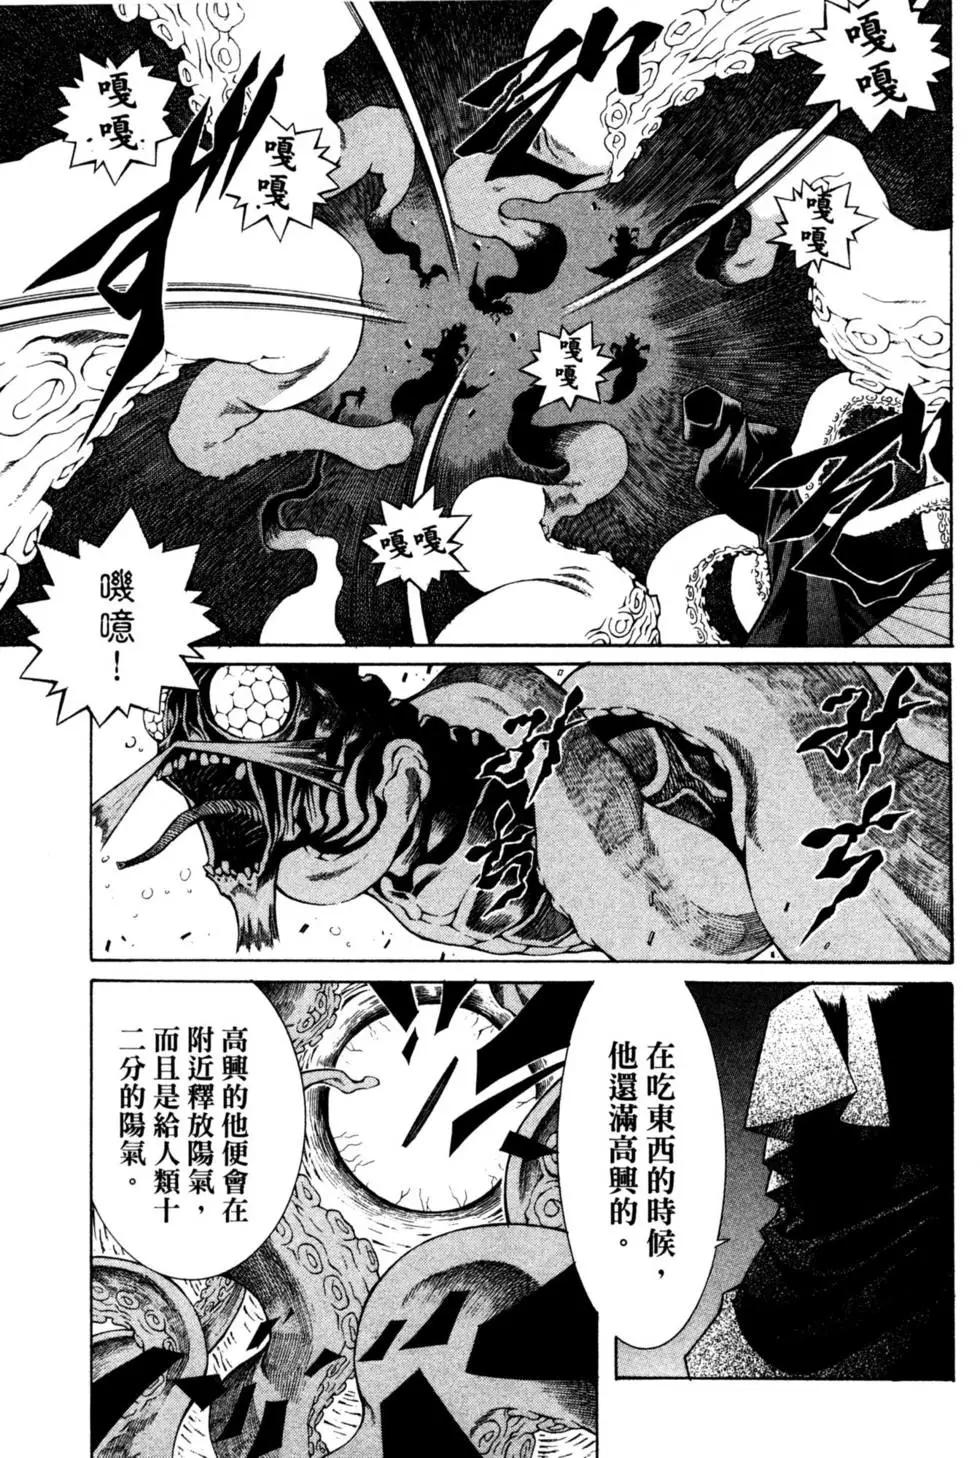 嘎嘎
嘎嘎
嘎嘎
嘎嘎
嘎嘎
嘎嘎
嘰噫！
在吃東西的時候，
他還滿高興的。
高興的他便會在
附近釋放陽氣，
而且是給人類十
二分的陽氣。